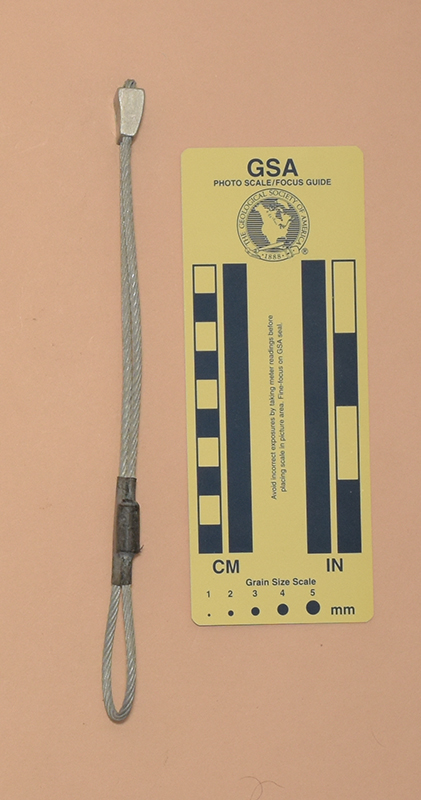 GSA
PHOTO SCALE/FOCUS GUIDE
THE GEOLOGICAL SOCIETY OF AMERICA
· 1888 ·
®
Avoid incorrect exposures by taking meter readings before
placing scale in picture area. Fine-focus on GSA seal.
CM
IN
Grain Size Scale
1 2 3 4 5
mm